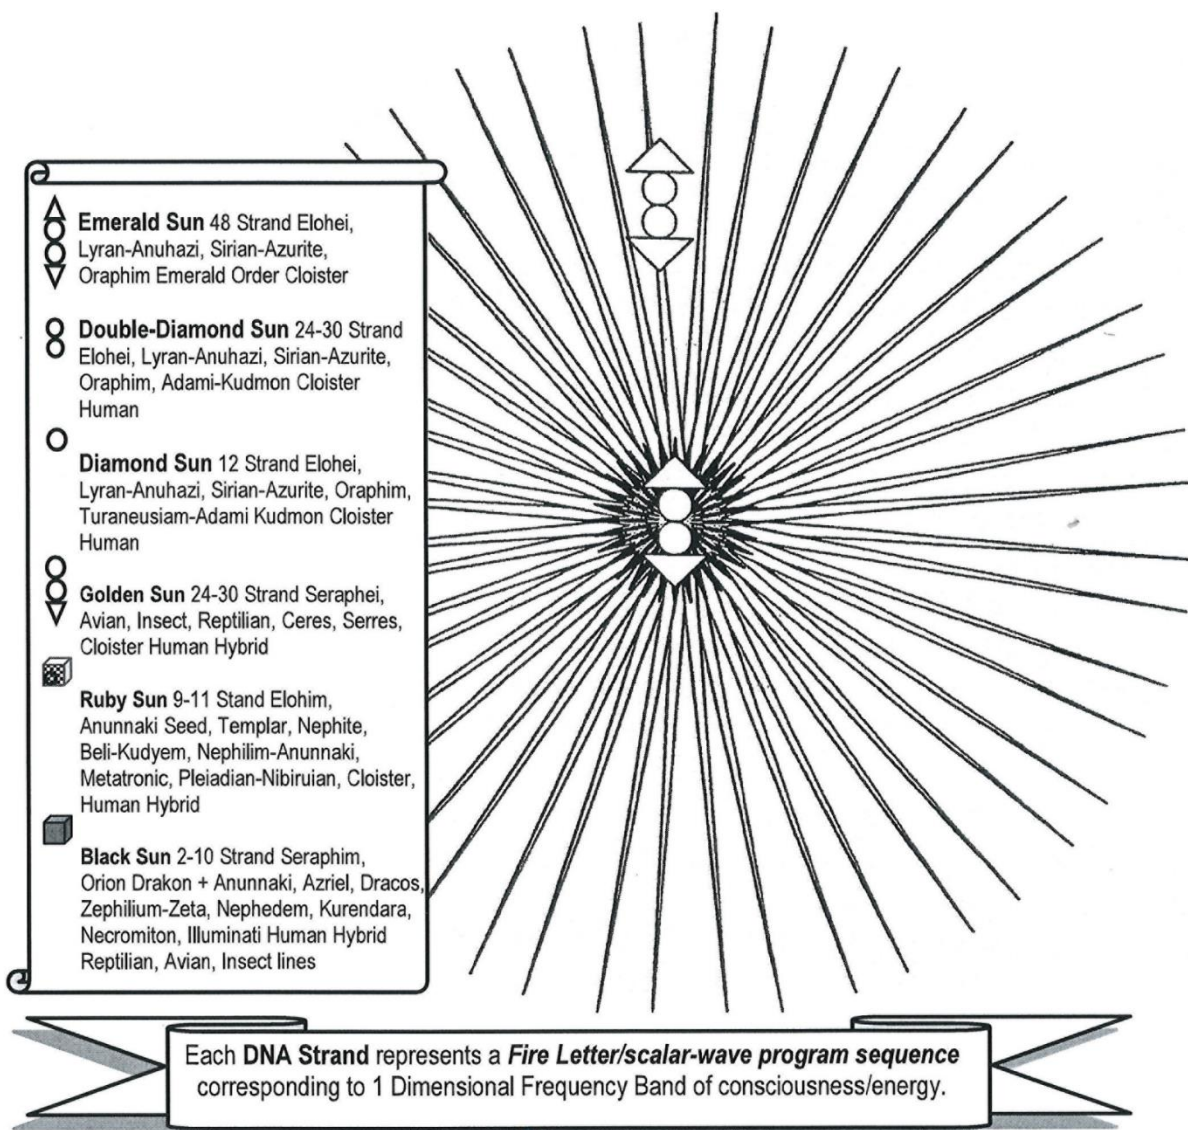 Emerald Sun 48 Strand Elohei,
Lyran-Anuhazi, Sirian-Azurite,
Oraphim Emerald Order Cloister
Double-Diamond Sun 24-30 Strand
Elohei, Lyran-Anuhazi, Sirian-Azurite,
Oraphim, Adami-Kudmon Cloister
Human
Diamond Sun 12 Strand Elohei,
Lyran-Anuhazi, Sirian-Azurite, Oraphim,
Turaneusiam-Adami Kudmon Cloister
Human
Golden Sun 24-30 Strand Seraphei,
Avian, Insect, Reptilian, Ceres, Serres,
Cloister Human Hybrid
Ruby Sun 9-11 Stand Elohim,
Anunnaki Seed, Templar, Nephite,
Beli-Kudyem, Nephilim-Anunnaki,
Metatronic, Pleiadian-Nibiruian, Cloister,
Human Hybrid
Black Sun 2-10 Strand Seraphim,
Orion Drakon + Anunnaki, Azriel, Dracos,
Zephilium-Zeta, Nephedem, Kurendara,
Necromiton, Illuminati Human Hybrid
Reptilian, Avian, Insect lines
Each DNA Strand represents a Fire Letter/scalar-wave program sequence
corresponding to 1 Dimensional Frequency Band of consciousness/energy.